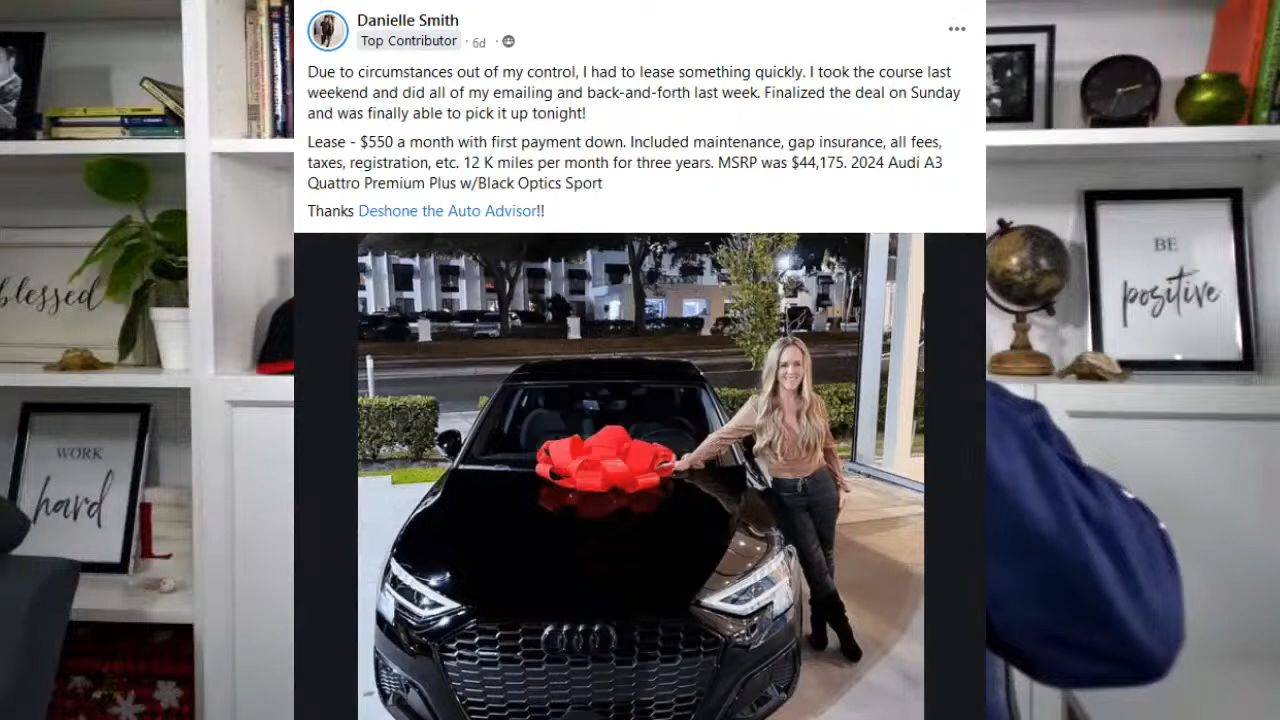 Danielle Smith
Top Contributor · 6d ·
Due to circumstances out of my control, I had to lease something quickly. I took the course last
weekend and did all of my emailing and back-and-forth last week. Finalized the deal on Sunday
and was finally able to pick it up tonight!
Lease - $550 a month with first payment down. Included maintenance, gap insurance, all fees,
taxes, registration, etc. 12 K miles per month for three years. MSRP was $44,175. 2024 Audi A3
Quattro Premium Plus w/Black Optics Sport
Thanks Deshone the Auto Advisor!!
blessed
WORK
hard
BE
positive